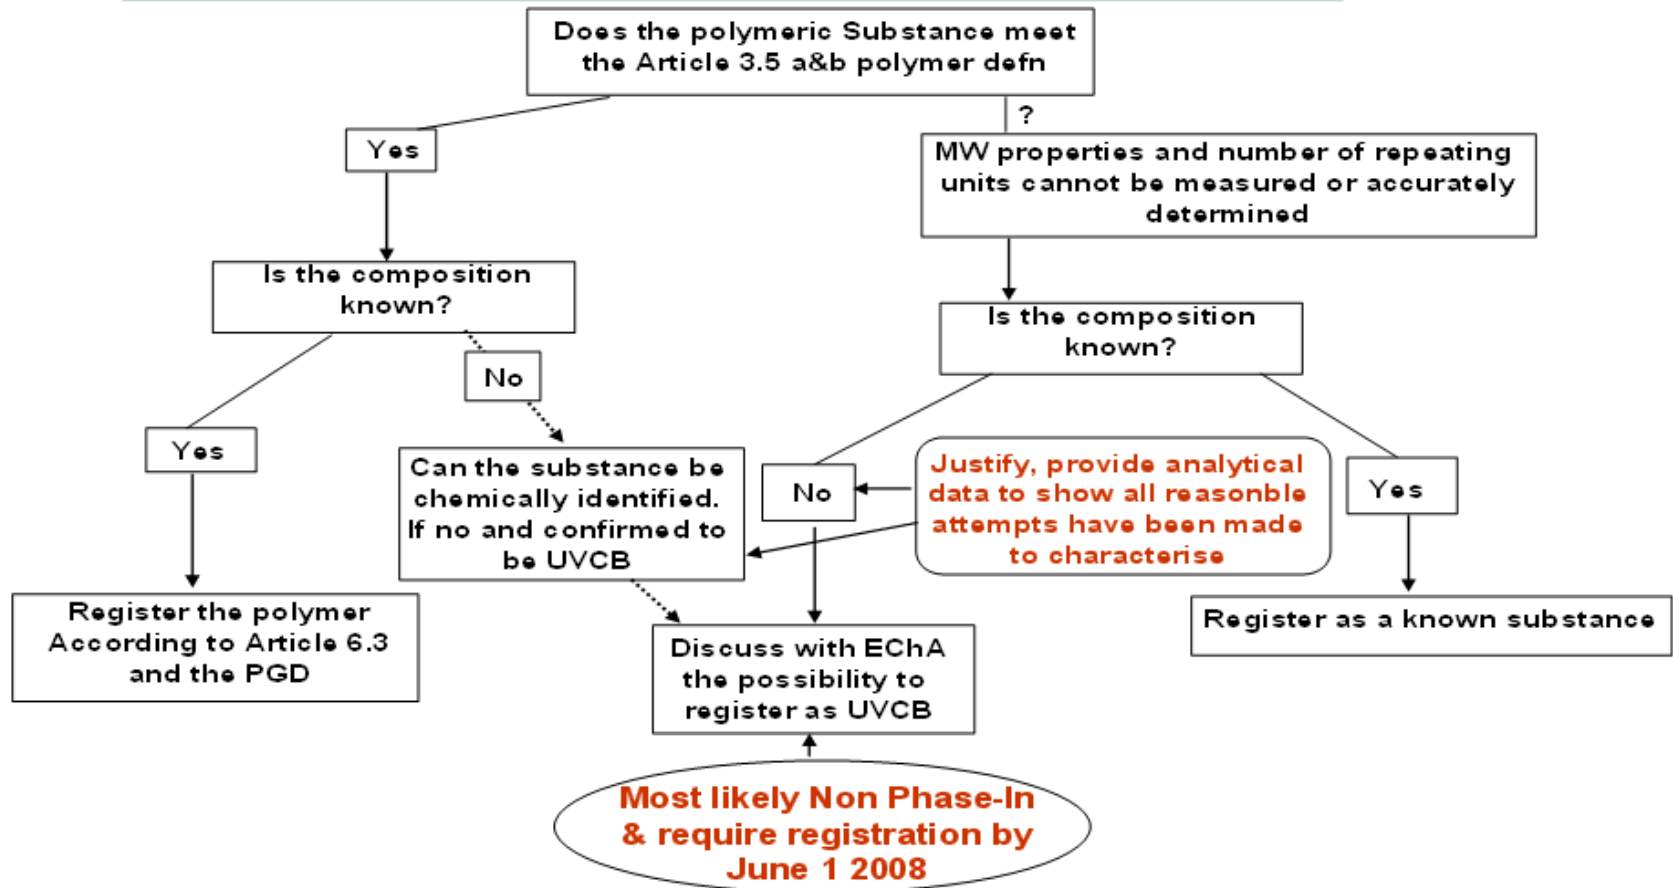 Does the polymeric Substance meet
the Article 3.5 a&b polymer defn
?
Yes
MW properties and number of repeating
units cannot be measured or accurately
determined
Is the composition
known?
Is the composition
known?
No
Yes
Can the substance be
chemically identified.
If no and confirmed to
be UVCB
No
Justify, provide analytical
data to show all reasonble
attempts have been made
to characterise
Yes
Register the polymer
According to Article 6.3
and the PGD
Discuss with EChA
the possibility to
register as UVCB
Register as a known substance
Most likely Non Phase-In
& require registration by
June 1 2008